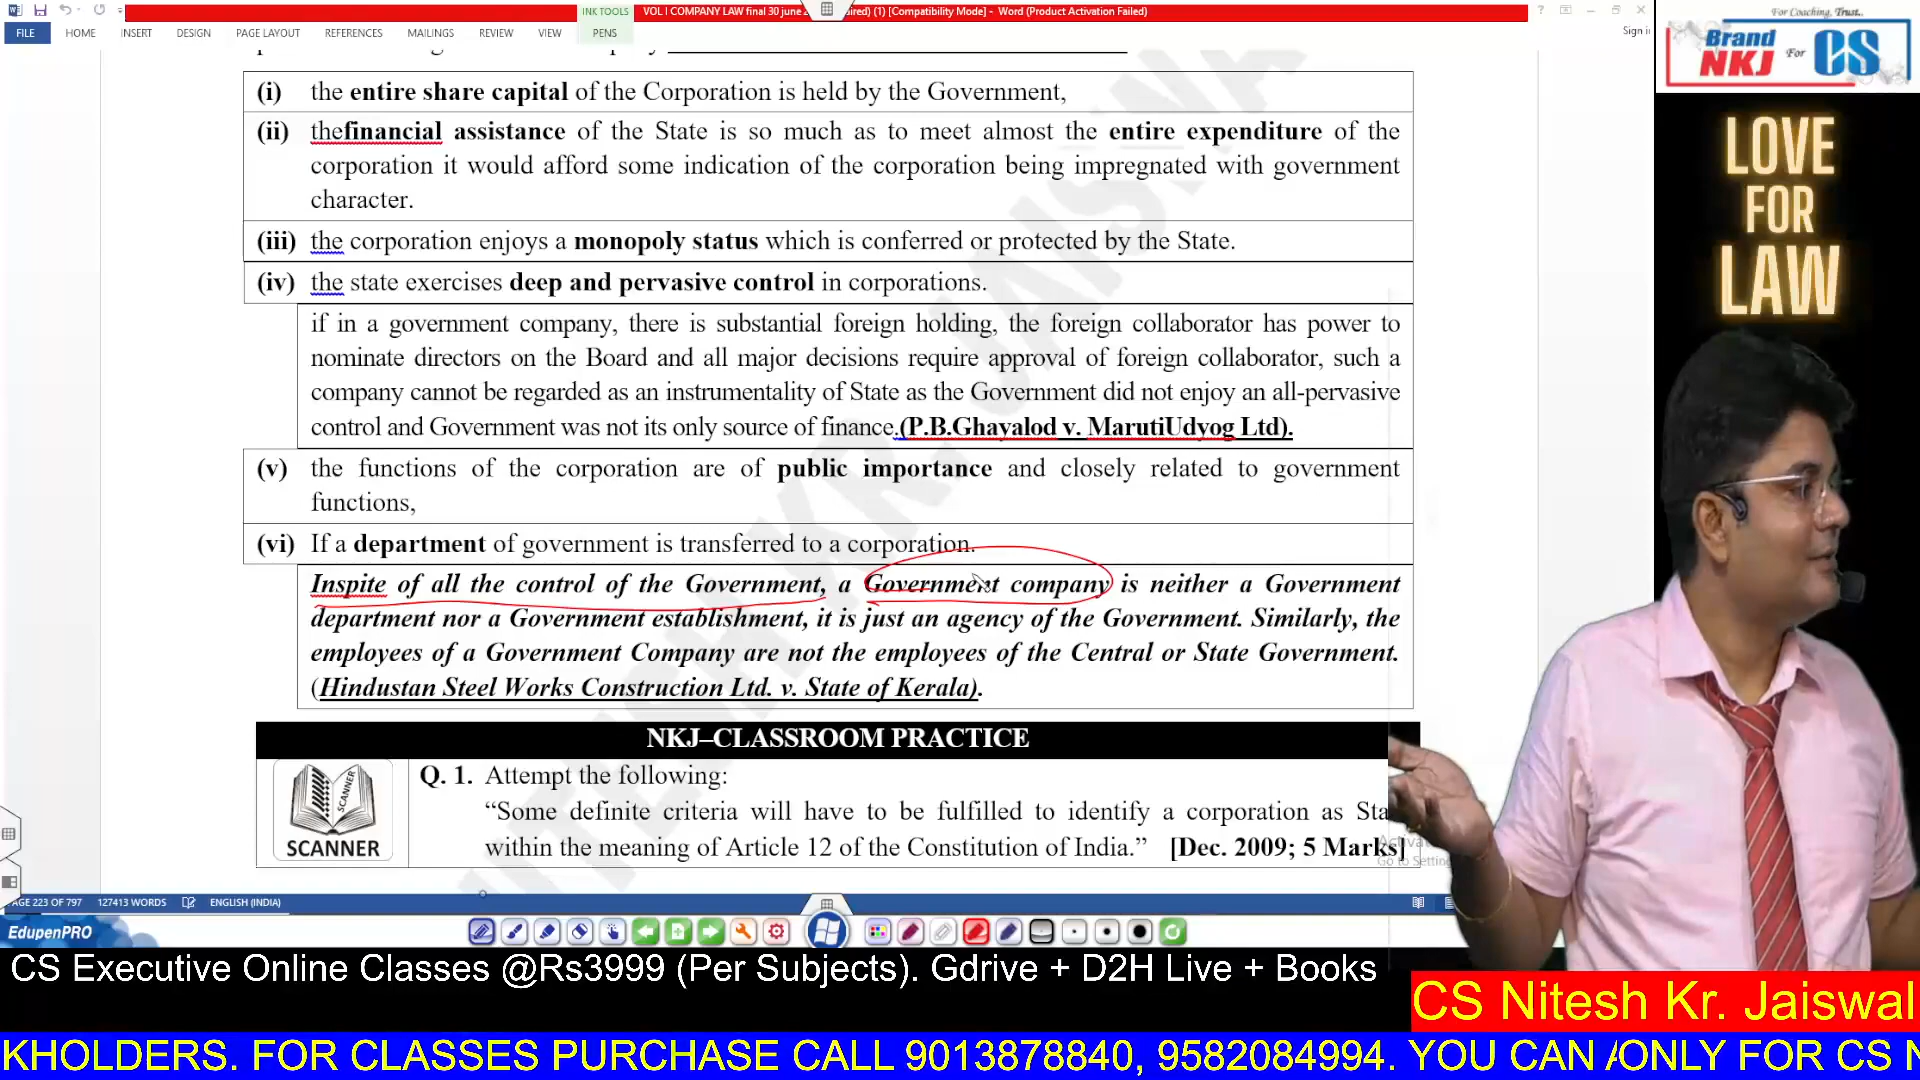 VOL I COMPANY LAW final 30 june
(1) [Compatibility Mode] - Word (Product Activation Failed)
INK TOOLS
FILE HOME INSERT DESIGN PAGE LAYOUT REFERENCES MAILINGS REVIEW VIEW PENS
Sign i
For Coaching, Trust..
Brand NKJ For CS
LOVE
FOR
LAW
(i) the entire share capital of the Corporation is held by the Government,
(ii) thefinancial assistance of the State is so much as to meet almost the entire expenditure of the
corporation it would afford some indication of the corporation being impregnated with government
character.
(iii) the corporation enjoys a monopoly status which is conferred or protected by the State.
(iv) the state exercises deep and pervasive control in corporations.
if in a government company, there is substantial foreign holding, the foreign collaborator has power to
nominate directors on the Board and all major decisions require approval of foreign collaborator, such a
company cannot be regarded as an instrumentality of State as the Government did not enjoy an all-pervasive
control and Government was not its only source of finance.(P.B.Ghayalod v. MarutiUdyog Ltd).
(v) the functions of the corporation are of public importance and closely related to government
functions,
(vi) If a department of government is transferred to a corporation.
Inspite of all the control of the Government, a Government company is neither a Government
department nor a Government establishment, it is just an agency of the Government. Similarly, the
employees of a Government Company are not the employees of the Central or State Government.
(Hindustan Steel Works Construction Ltd. v. State of Kerala).
NKJ–CLASSROOM PRACTICE
SCANNER
SCANNER
Q. 1. Attempt the following:
“Some definite criteria will have to be fulfilled to identify a corporation as Sta
within the meaning of Article 12 of the Constitution of India.” [Dec. 2009; 5 Marks]
AGE 223 OF 797 127413 WORDS ENGLISH (INDIA)
EdupenPRO
CS Executive Online Classes @Rs3999 (Per Subjects). Gdrive + D2H Live + Books
CS Nitesh Kr. Jaiswal
KHOLDERS. FOR CLASSES PURCHASE CALL 9013878840, 9582084994. YOU CAN A
ONLY FOR CS N